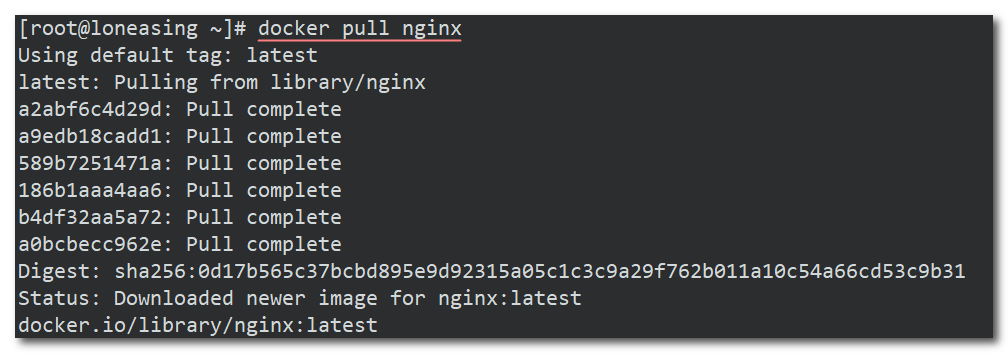 [root@loneasing ~]# docker pull nginx
Using default tag: latest
latest: Pulling from library/nginx
a2abf6c4d29d: Pull complete
a9edb18cadd1: Pull complete
589b7251471a: Pull complete
186b1aaa4aa6: Pull complete
b4df32aa5a72: Pull complete
a0bcbecc962e: Pull complete
Digest: sha256:0d17b565c37bcbd895e9d92315a05c1c3c9a29f762b011a10c54a66cd53c9b31
Status: Downloaded newer image for nginx:latest
docker.io/library/nginx:latest